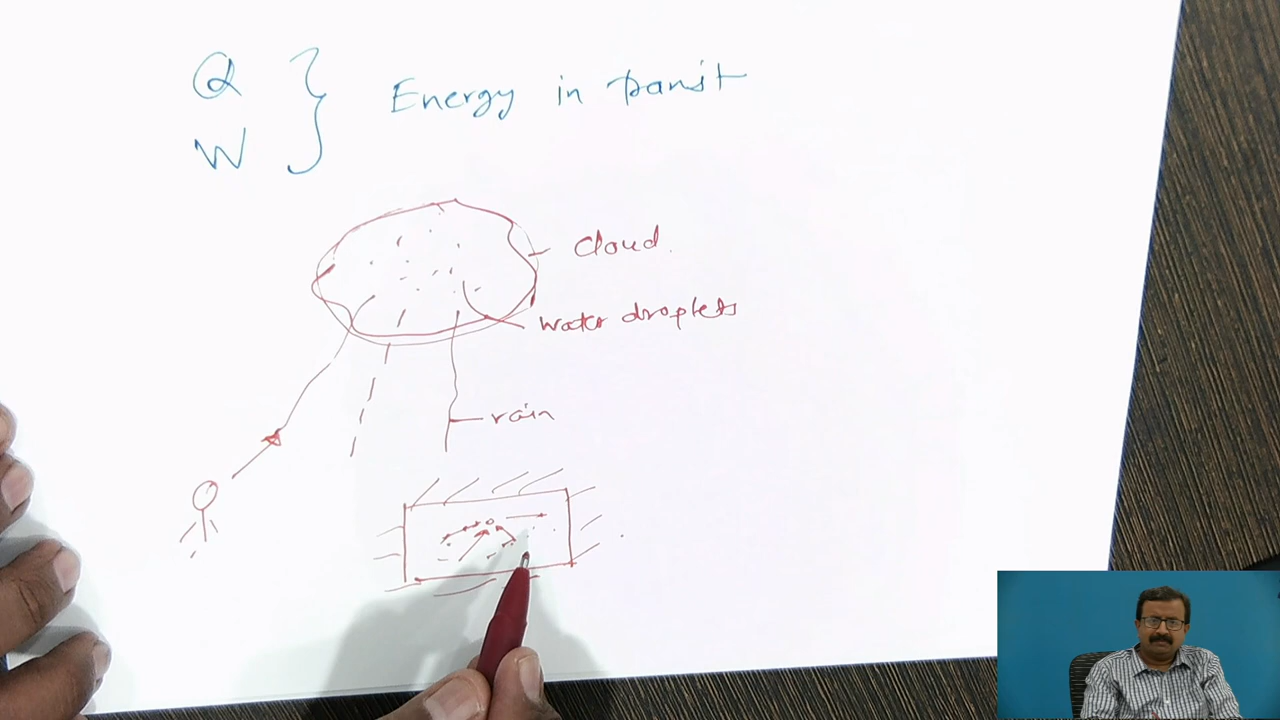 Q
W
Energy in transit
cloud.
water droplets
rain